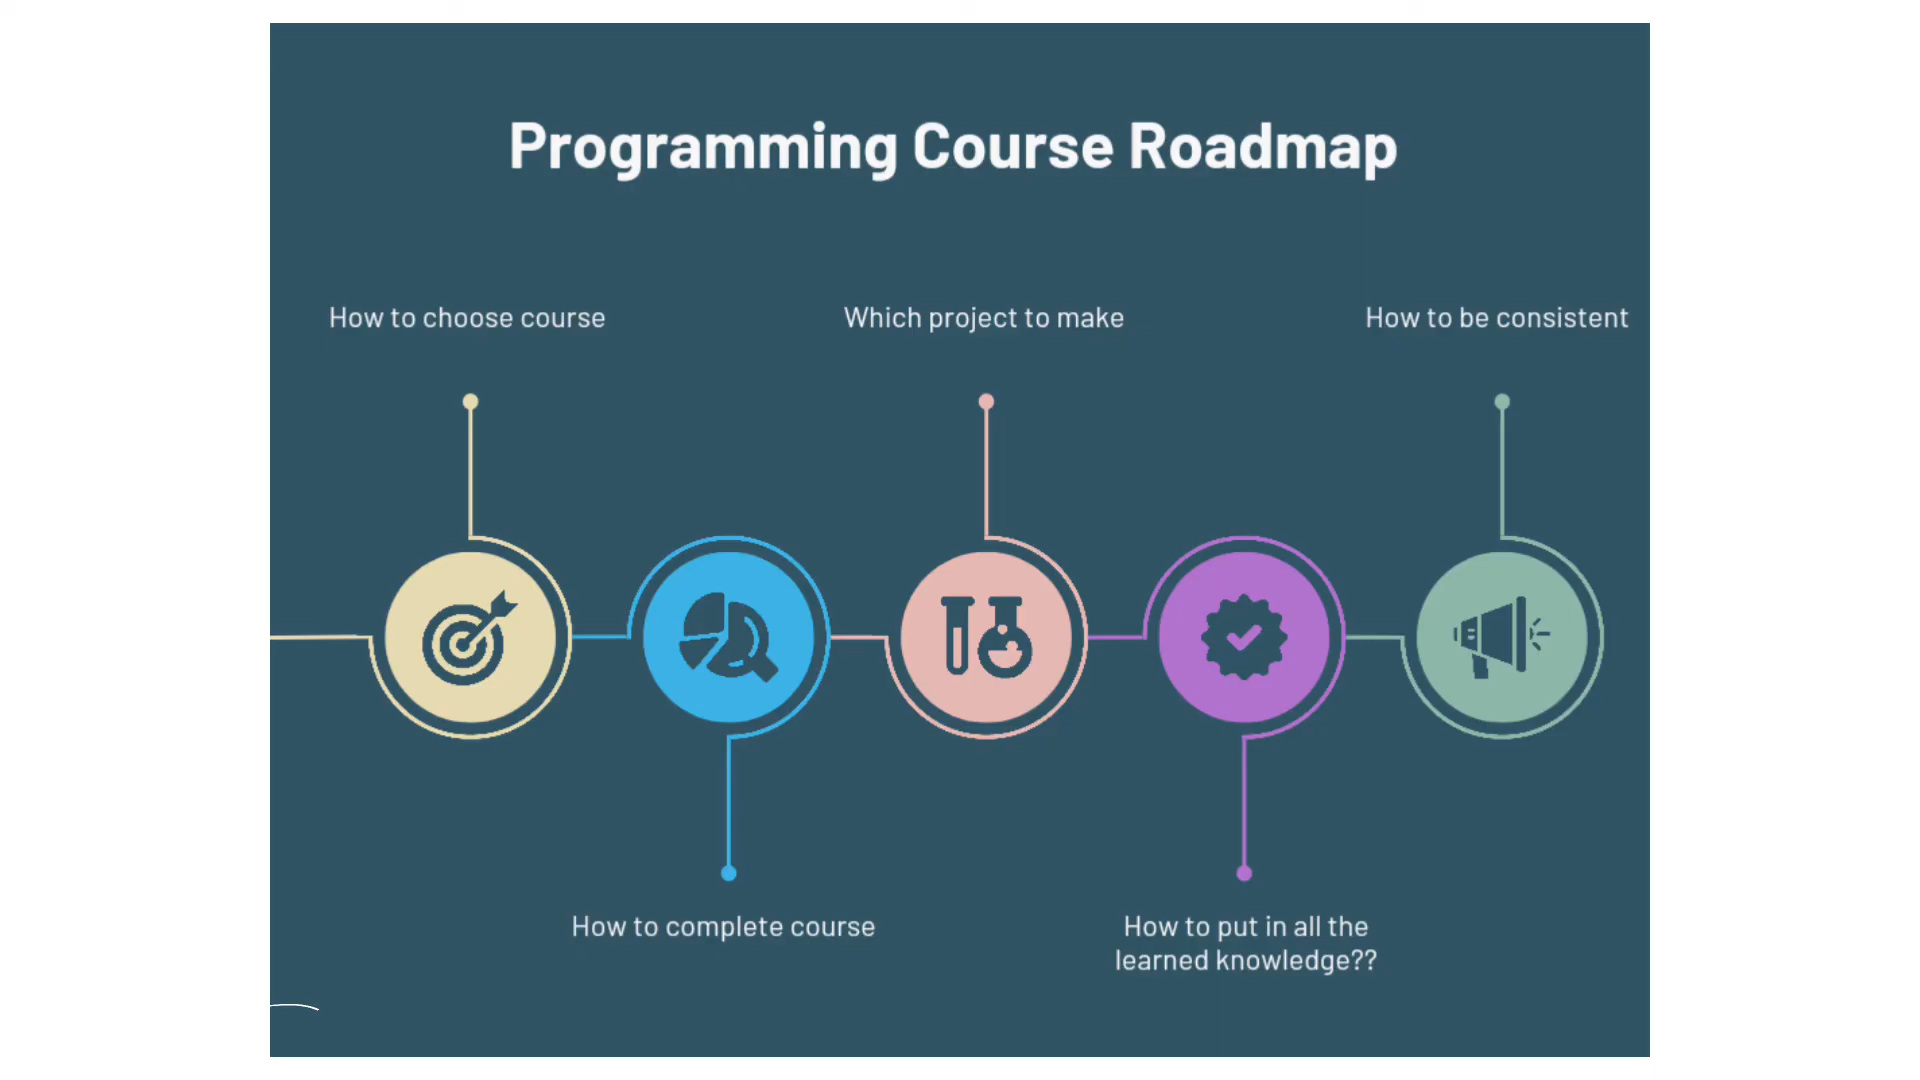 Programming Course Roadmap
How to choose course
Which project to make
How to be consistent
How to complete course
How to put in all the
learned knowledge??